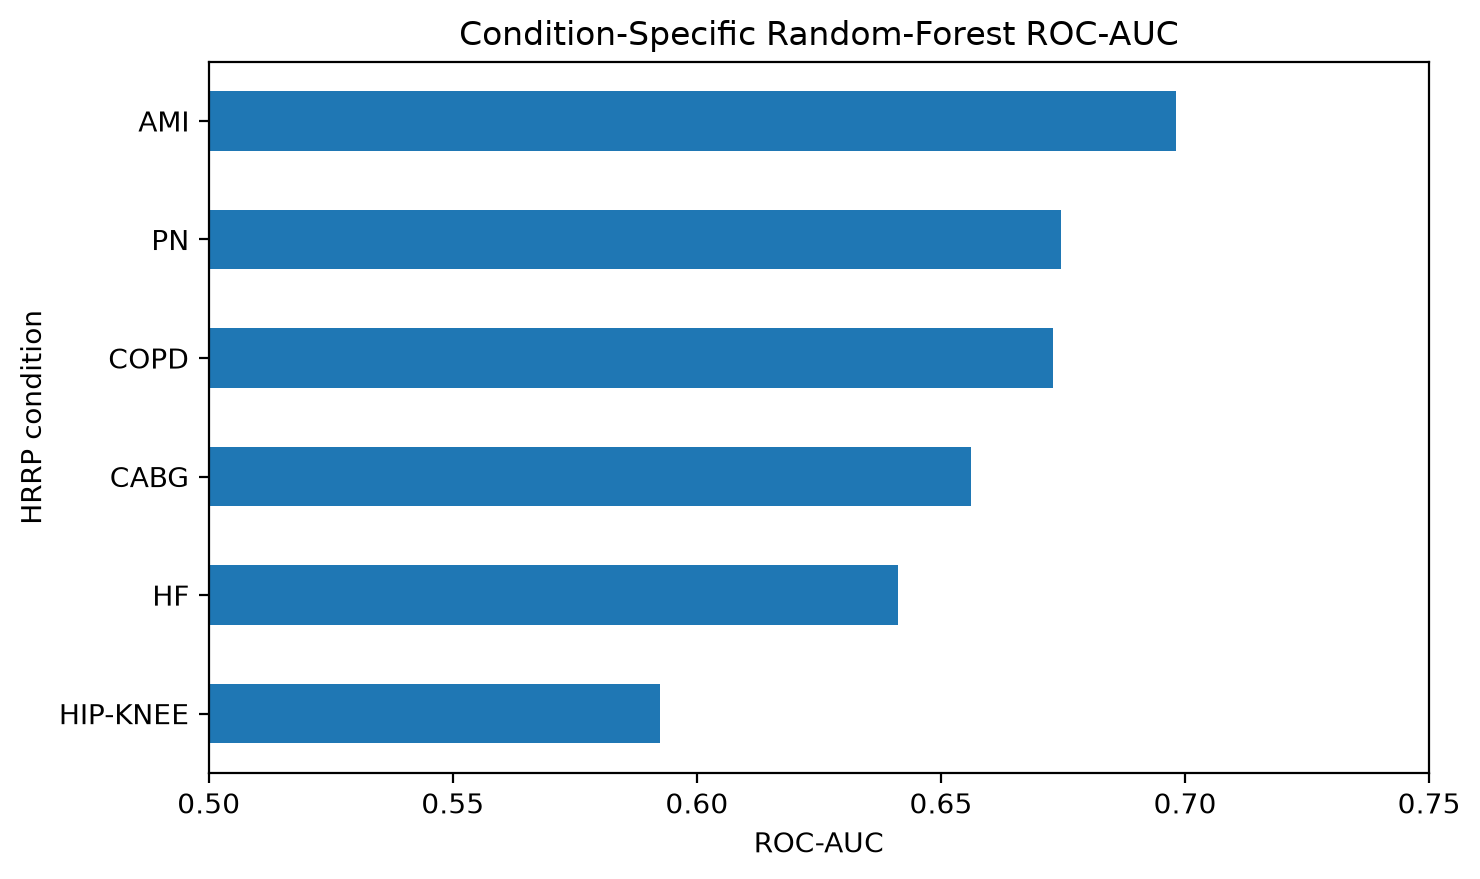 Condition-Specific Random-Forest ROC-AUC
HRRP condition
AMI
PN
COPD
CABG
HF
HIP-KNEE
0.50 0.55 0.60 0.65 0.70 0.75
ROC-AUC